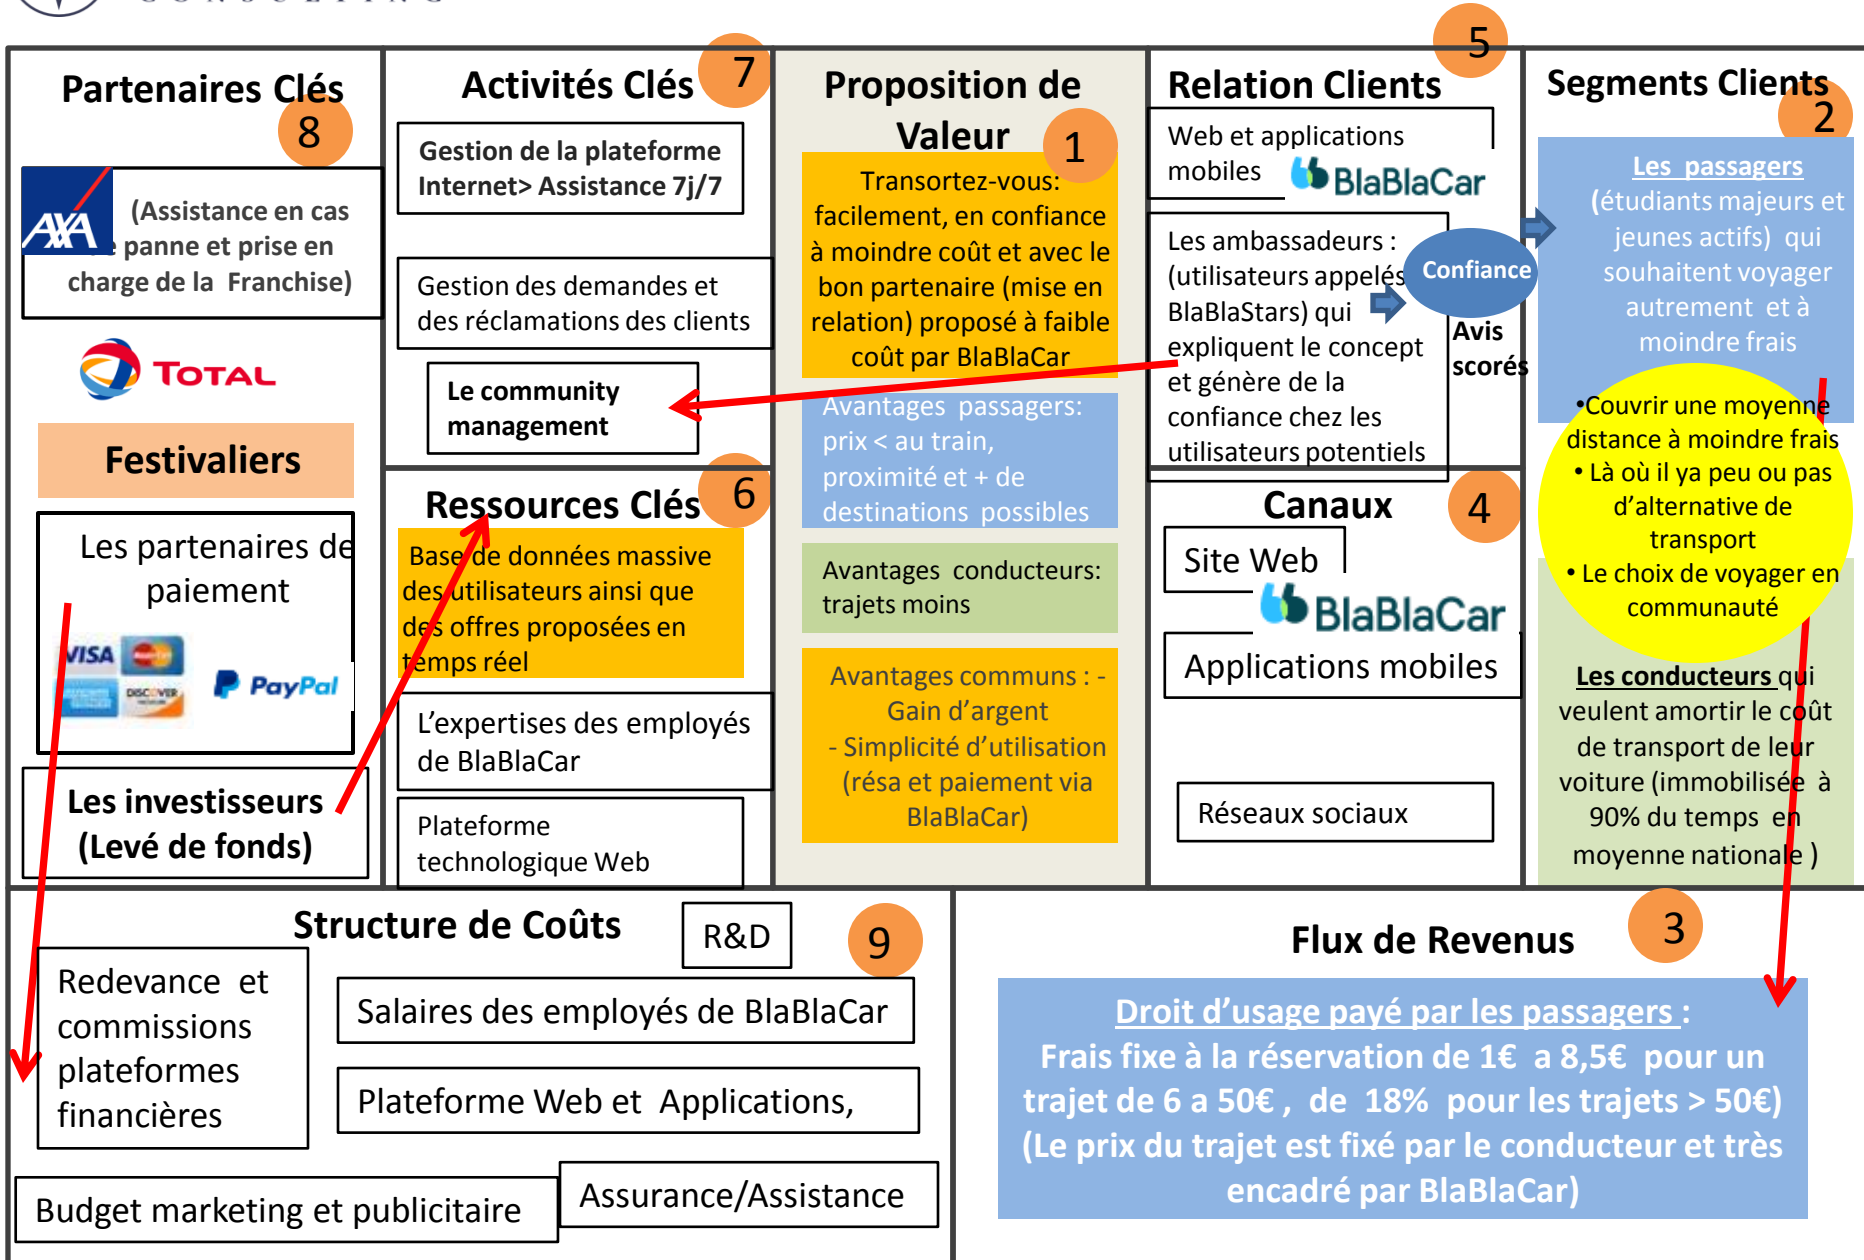 CONSULTING
Partenaires Clés
8
AXA
(Assistance en cas
panne et prise en
charge de la Franchise)
TOTAL
Festivaliers
Les partenaires de
paiement
VISA
DISCOVER
PayPal
Les investisseurs
(Levé de fonds)
Activités Clés
7
Gestion de la plateforme
Internet> Assistance 7j/7
Gestion des demandes et
des réclamations des clients
Le community
management
Ressources Clés
6
Base de données massive
des utilisateurs ainsi que
des offres proposées en
temps réel
L’expertises des employés
de BlaBlaCar
Plateforme
technologique Web
Proposition de
Valeur
1
Transortez-vous:
facilement, en confiance
à moindre coût et avec le
bon partenaire (mise en
relation) proposé à faible
coût par BlaBlaCar
Avantages passagers:
prix < au train,
proximité et + de
destinations possibles
Avantages conducteurs:
trajets moins
Avantages communs : -
Gain d’argent
- Simplicité d’utilisation
(résa et paiement via
BlaBlaCar)
5
Relation Clients
Web et applications
mobiles
BlaBlaCar
Les ambassadeurs :
(utilisateurs appelés
BlaBlaStars) qui
expliquent le concept
et génère de la
confiance chez les
utilisateurs potentiels
Confiance
Avis
scorés
Canaux
4
Site Web
BlaBlaCar
Applications mobiles
Réseaux sociaux
Segments Clients
2
Les passagers
(étudiants majeurs et
jeunes actifs) qui
souhaitent voyager
autrement et à
moindre frais
•Couvrir une moyenne
distance à moindre frais
• Là où il ya peu ou pas
d’alternative de
transport
• Le choix de voyager en
communauté
Les conducteurs qui
veulent amortir le coût
de transport de leur
voiture (immobilisée à
90% du temps en
moyenne nationale )
Structure de Coûts
9
R&D
Redevance et
commissions
plateformes
financières
Salaires des employés de BlaBlaCar
Plateforme Web et Applications,
Budget marketing et publicitaire
Assurance/Assistance
Flux de Revenus
3
Droit d’usage payé par les passagers :
Frais fixe à la réservation de 1€ a 8,5€ pour un
trajet de 6 a 50€ , de 18% pour les trajets > 50€)
(Le prix du trajet est fixé par le conducteur et très
encadré par BlaBlaCar)